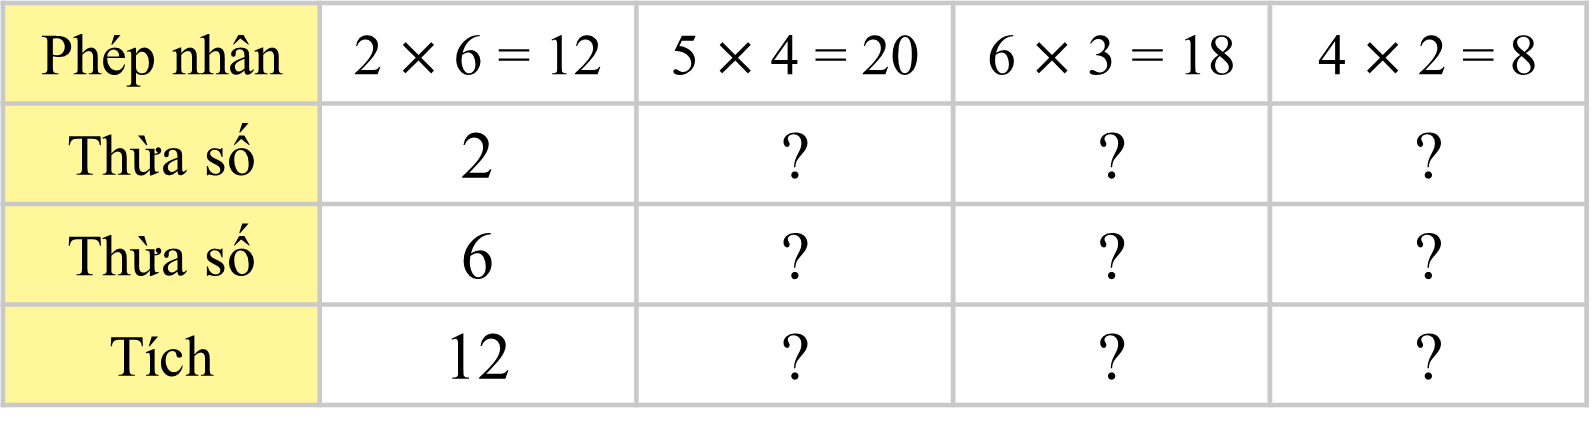 Phép nhân 2 × 6 = 12 5 × 4 = 20 6 × 3 = 18 4 × 2 = 8
Thừa số 2 ? ? ?
Thừa số 6 ? ? ?
Tích 12 ? ? ?